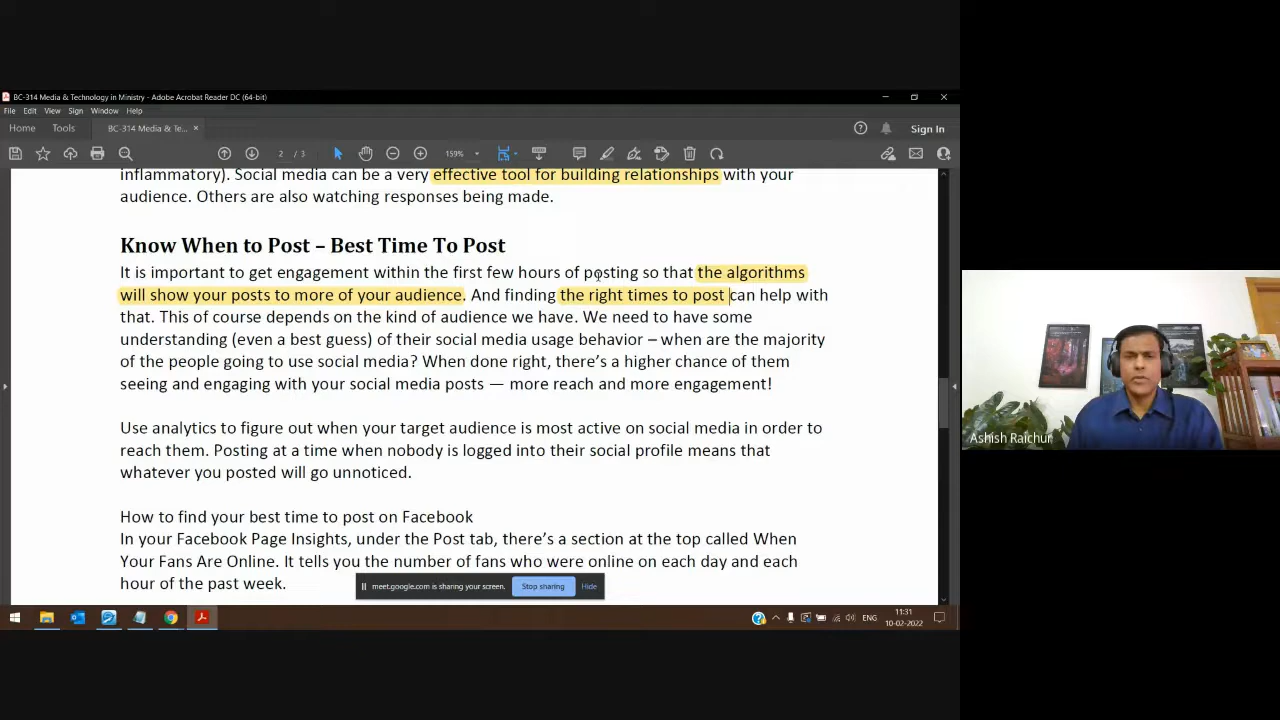 BC-314 Media & Technology in Ministry - Adobe Acrobat Reader DC (64-bit)
File Edit View Sign Window Help
Home Tools BC-314 Media & Te... × Sign In
2 / 3 159%
inflammatory). Social media can be a very effective tool for building relationships with your
audience. Others are also watching responses being made.
Know When to Post – Best Time To Post
It is important to get engagement within the first few hours of posting so that the algorithms
will show your posts to more of your audience. And finding the right times to post can help with
that. This of course depends on the kind of audience we have. We need to have some
understanding (even a best guess) of their social media usage behavior – when are the majority
of the people going to use social media? When done right, there’s a higher chance of them
seeing and engaging with your social media posts — more reach and more engagement!
Use analytics to figure out when your target audience is most active on social media in order to
reach them. Posting at a time when nobody is logged into their social profile means that
whatever you posted will go unnoticed.
How to find your best time to post on Facebook
In your Facebook Page Insights, under the Post tab, there’s a section at the top called When
Your Fans Are Online. It tells you the number of fans who were online on each day and each
hour of the past week.
meet.google.com is sharing your screen. Stop sharing Hide
ENG
11:31
10-02-2022
Ashish Raichur